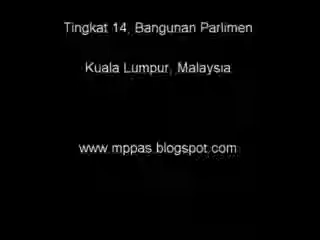 Tingkat 14, Bangunan Parlimen
Kuala Lumpur, Malaysia
www.mppas.blogspot.com